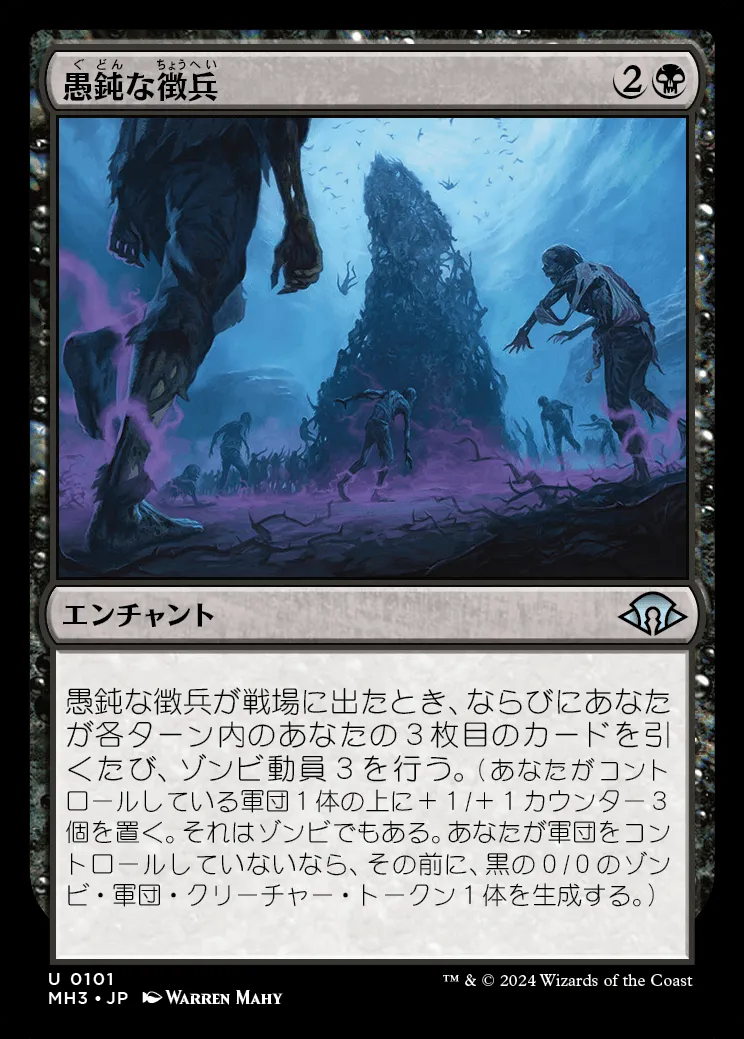 ぐどん ちょうへい
愚鈍な徴兵 2
エンチャント
愚鈍な徴兵が戦場に出たとき、ならびにあなた
が各ターン内のあなたの3枚目のカードを引
くたび、ゾンビ動員3を行う。(あなたがコント
ロールしている軍団1体の上に+1/+1カウンター3
個を置く。それはゾンビでもある。あなたが軍団をコン
トロールしていないなら、その前に、黒の0/0のゾン
ビ・軍団・クリーチャー・トークン1体を生成する。)
U 0101 ™ & © 2024 Wizards of the Coast
MH3 • JP Warren Mahy